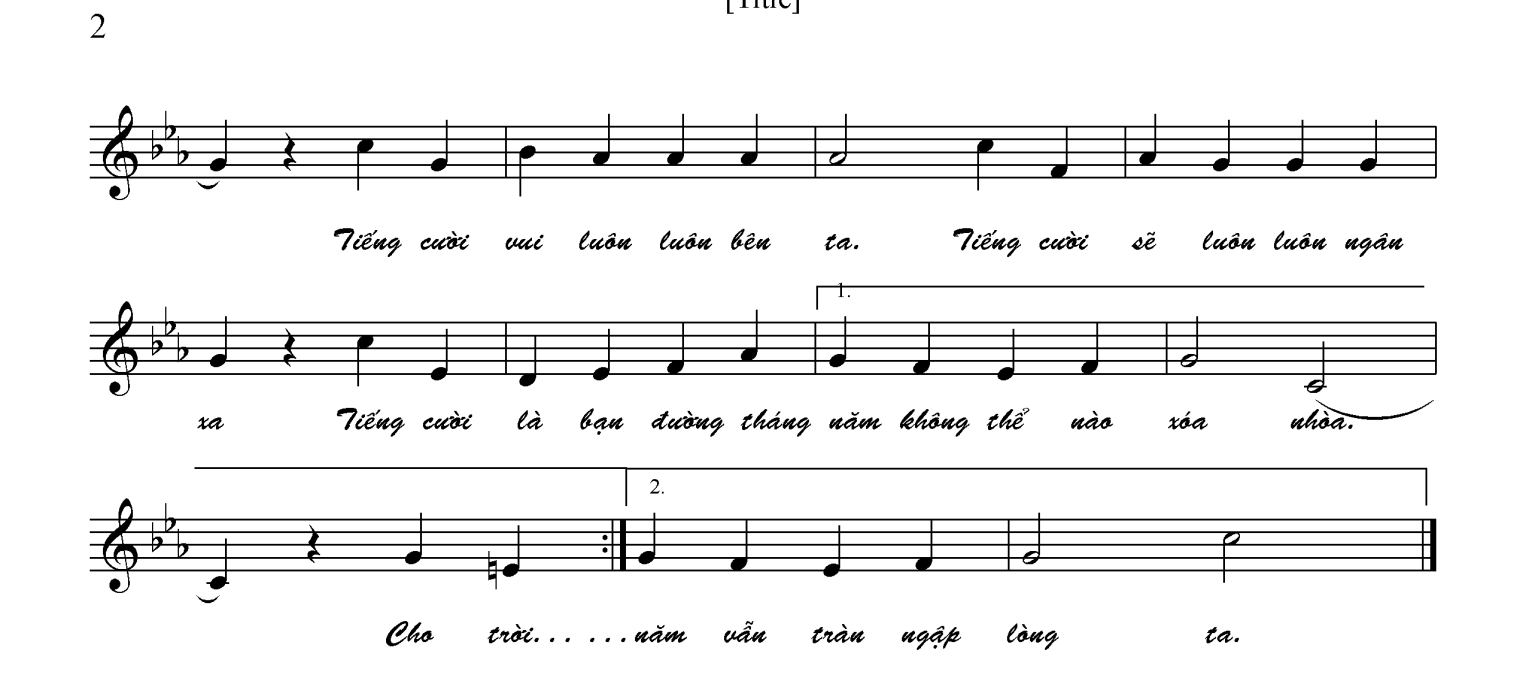 [Title]
2
Tiếng cười vui luôn luôn bên ta. Tiếng cười sẽ luôn luôn ngân
1.
xa Tiếng cười là bạn đường tháng năm không thể nào xóa nhòa.
2.
Cho trời... ...năm vẫn tràn ngập lòng ta.